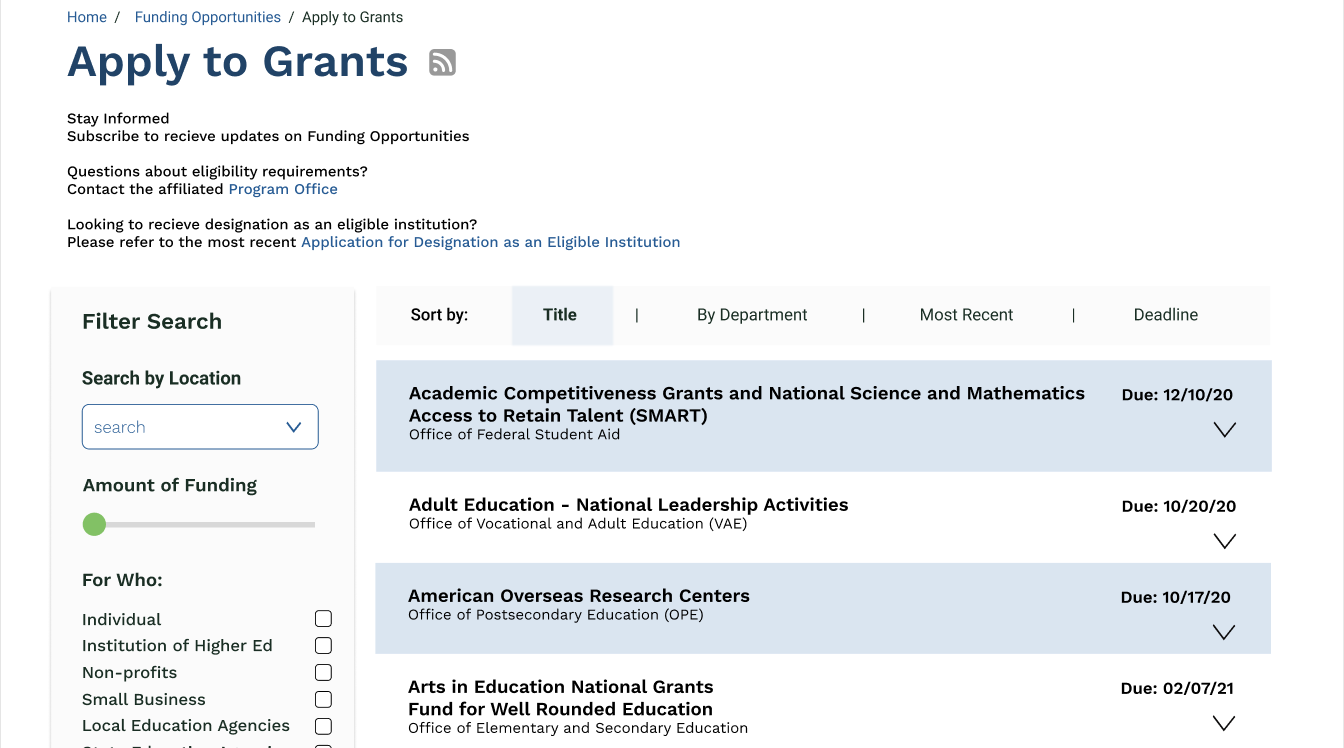 Home / Funding Opportunities / Apply to Grants
Apply to Grants
Stay Informed
Subscribe to recieve updates on Funding Opportunities
Questions about eligibility requirements?
Contact the affiliated Program Office
Looking to recieve designation as an eligible institution?
Please refer to the most recent Application for Designation as an Eligible Institution
Filter Search
Search by Location
search
Amount of Funding
For Who:
Individual
Institution of Higher Ed
Non-profits
Small Business
Local Education Agencies
Sort by: Title | By Department | Most Recent | Deadline
Academic Competitiveness Grants and National Science and Mathematics
Access to Retain Talent (SMART)
Office of Federal Student Aid
Due: 12/10/20
Adult Education - National Leadership Activities
Office of Vocational and Adult Education (VAE)
Due: 10/20/20
American Overseas Research Centers
Office of Postsecondary Education (OPE)
Due: 10/17/20
Arts in Education National Grants
Fund for Well Rounded Education
Office of Elementary and Secondary Education
Due: 02/07/21